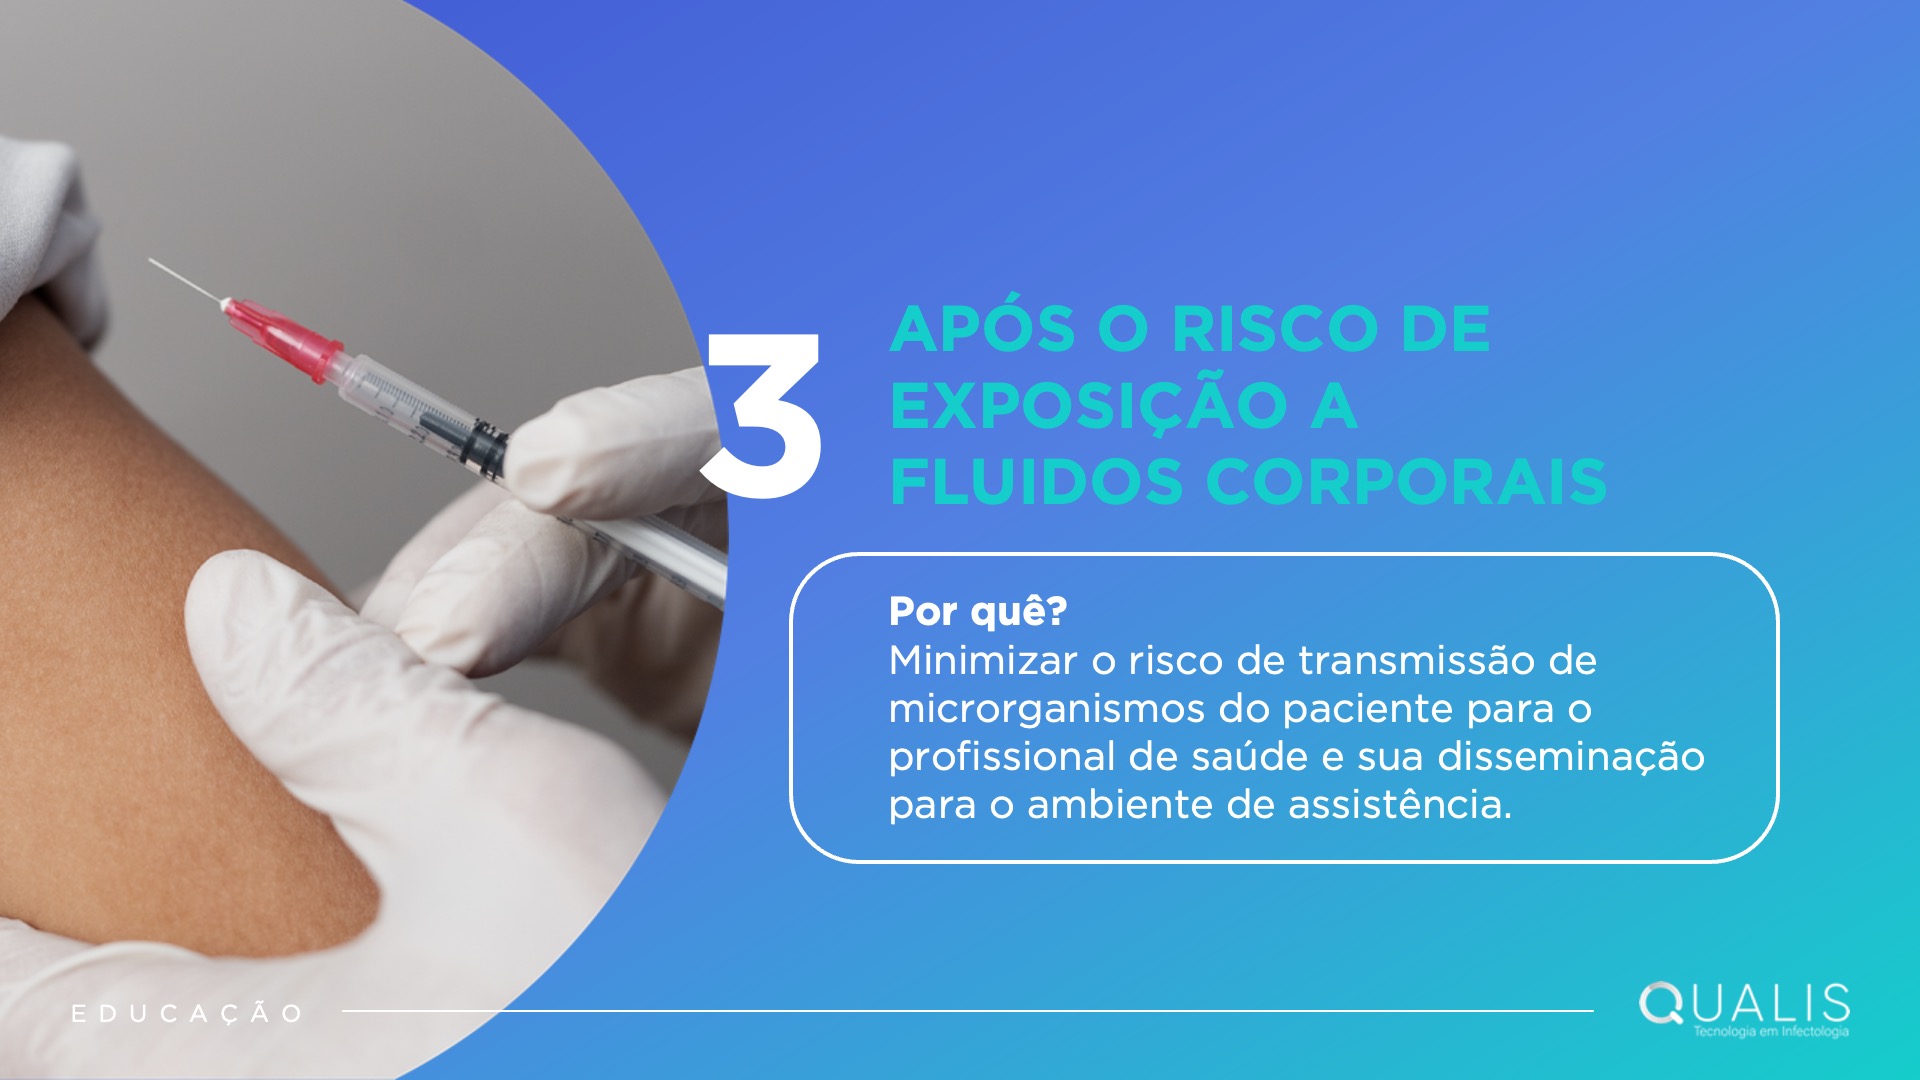 3
APÓS O RISCO DE
EXPOSIÇÃO A
FLUIDOS CORPORAIS
Por quê?
Minimizar o risco de transmissão de
microrganismos do paciente para o
profissional de saúde e sua disseminação
para o ambiente de assistência.
EDUCAÇÃO
QUALIS
Tecnologia em Infectologia